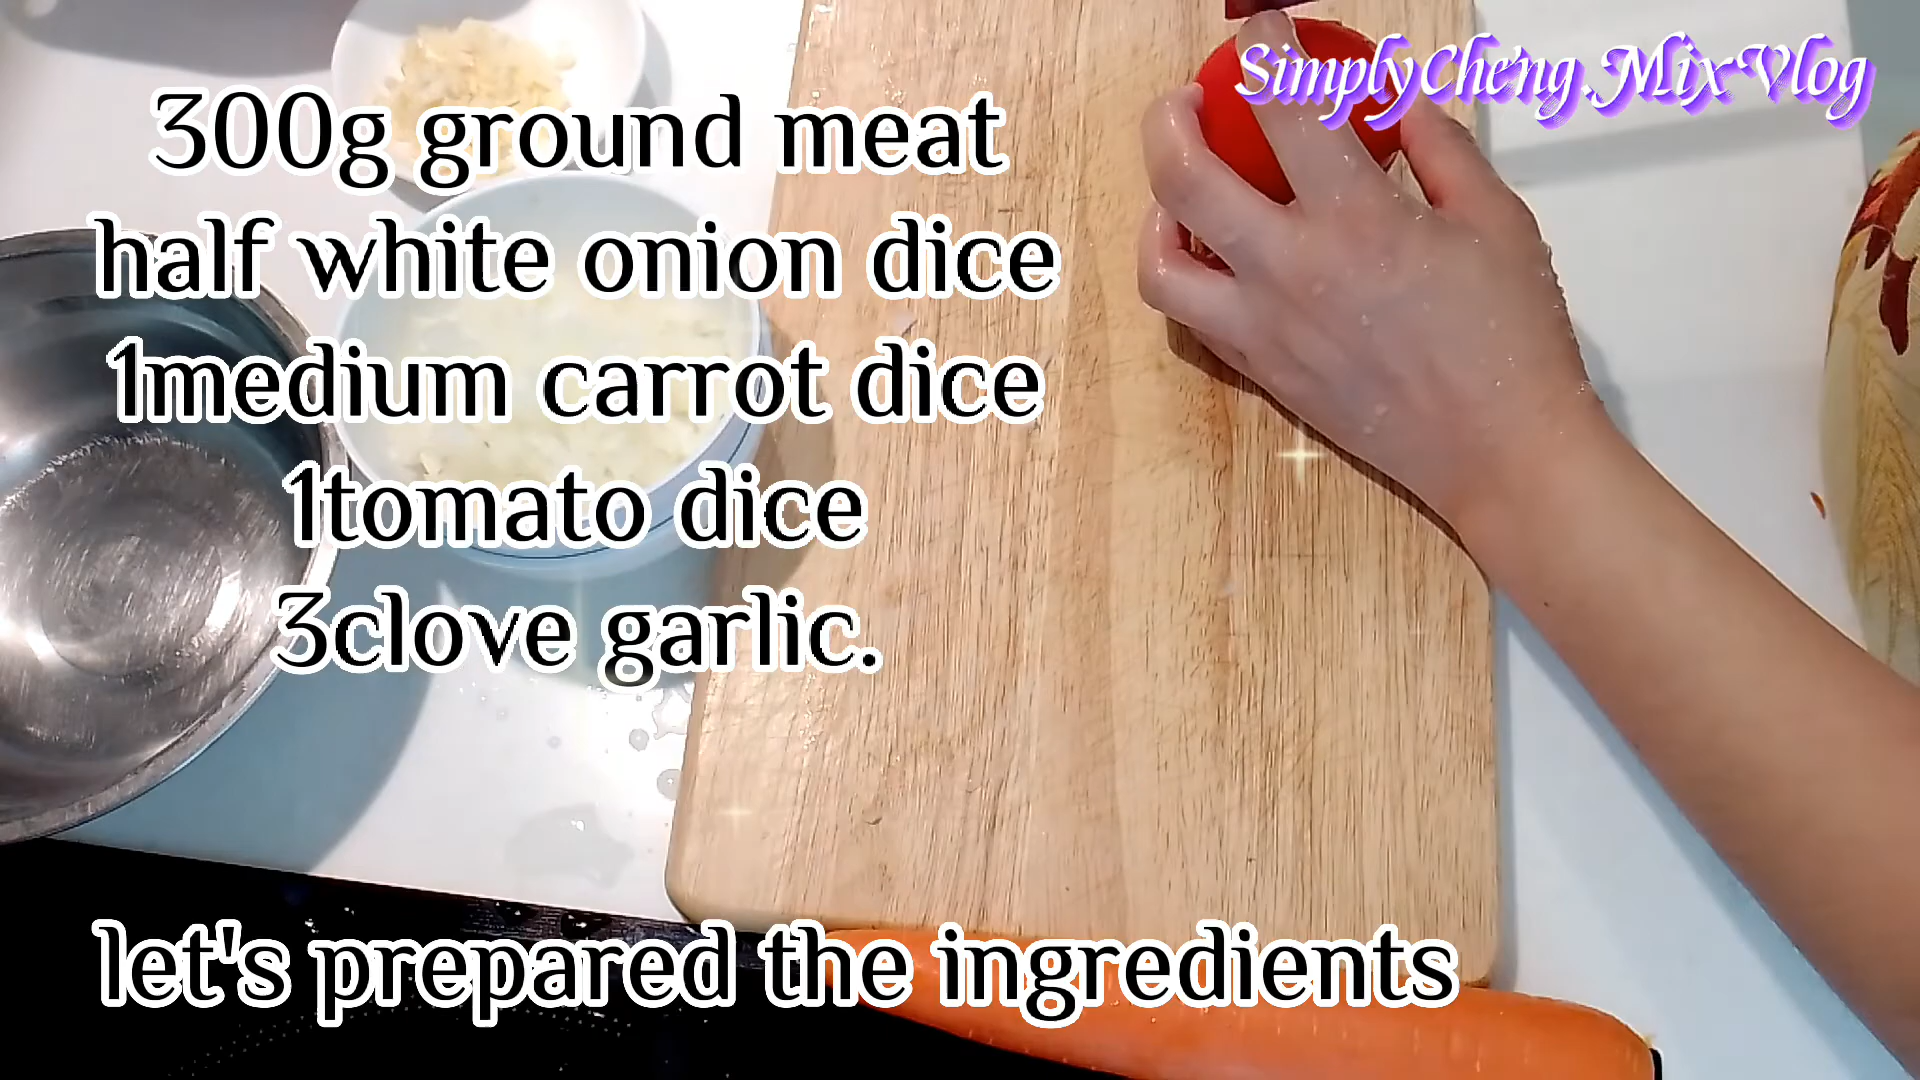 SimplyCheng.MixVlog
300g ground meat
half white onion dice
1medium carrot dice
1tomato dice
3clove garlic.
let's prepared the ingredients